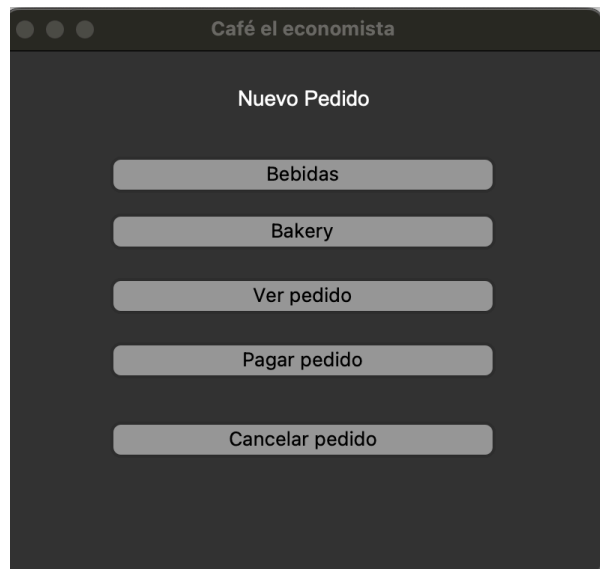 Café el economista
Nuevo Pedido
Bebidas
Bakery
Ver pedido
Pagar pedido
Cancelar pedido